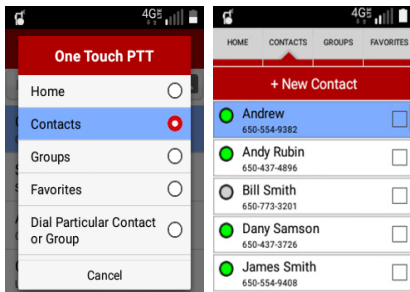 4G
One Touch PTT
Home
Contacts
Groups
Favorites
Dial Particular Contact
or Group
Cancel
4G
HOME CONTACTS GROUPS FAVORITES
+ New Contact
Andrew
650-554-9382
Andy Rubin
650-437-4896
Bill Smith
650-773-3201
Dany Samson
650-437-3726
James Smith
650-554-9408